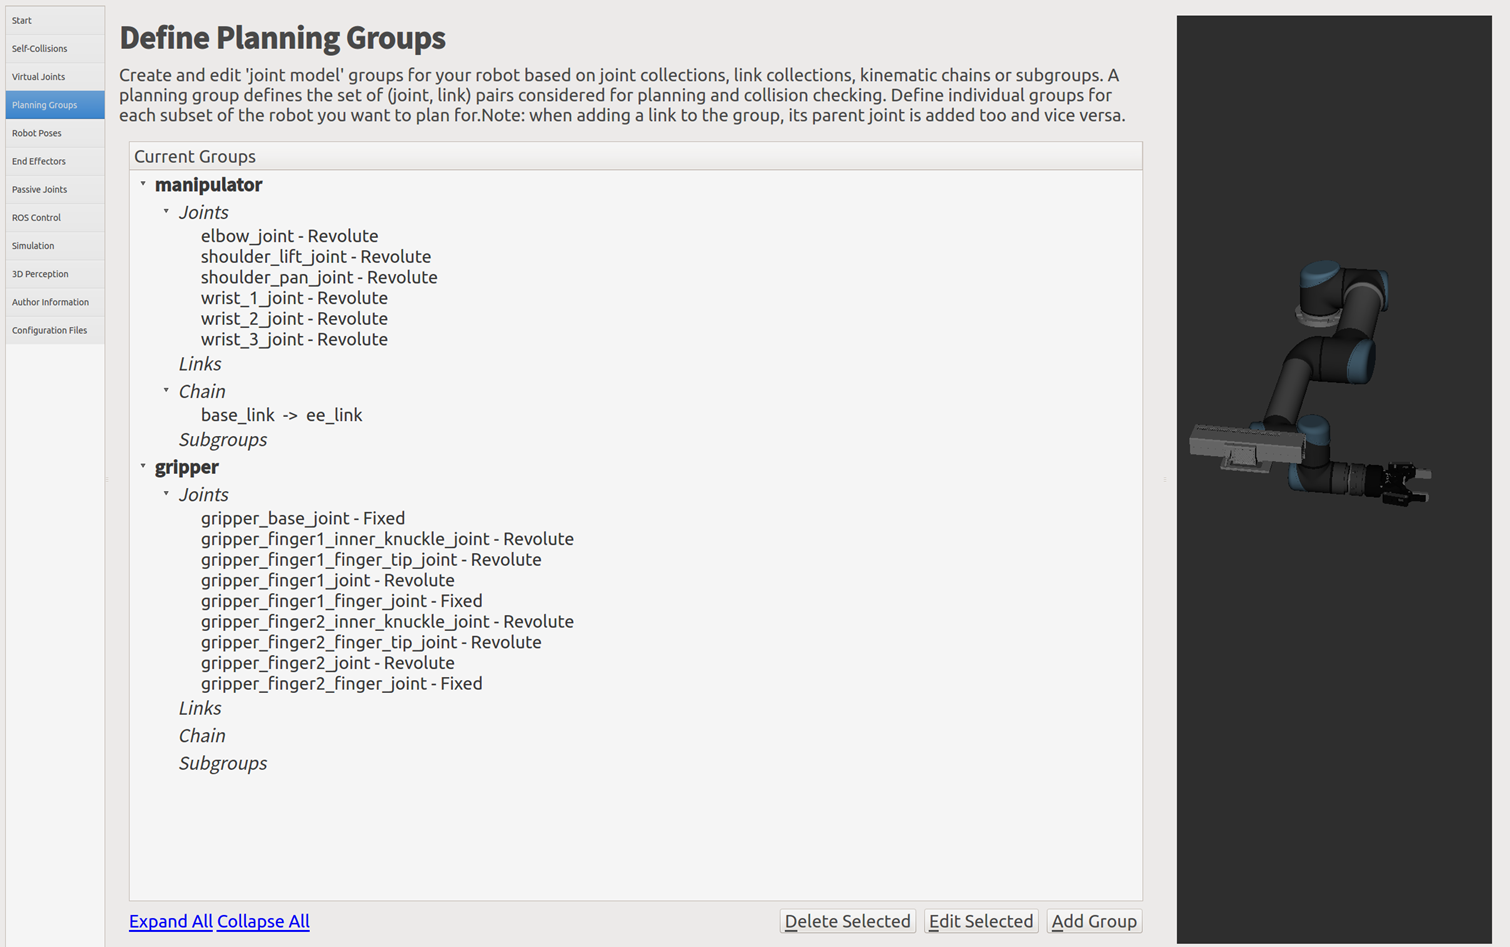 Start
Self-Collisions
Virtual Joints
Planning Groups
Robot Poses
End Effectors
Passive Joints
ROS Control
Simulation
3D Perception
Author Information
Configuration Files
Define Planning Groups
Create and edit 'joint model' groups for your robot based on joint collections, link collections, kinematic chains or subgroups. A
planning group defines the set of (joint, link) pairs considered for planning and collision checking. Define individual groups for
each subset of the robot you want to plan for.Note: when adding a link to the group, its parent joint is added too and vice versa.
Current Groups
manipulator
Joints
elbow_joint - Revolute
shoulder_lift_joint - Revolute
shoulder_pan_joint - Revolute
wrist_1_joint - Revolute
wrist_2_joint - Revolute
wrist_3_joint - Revolute
Links
Chain
base_link -> ee_link
Subgroups
gripper
Joints
gripper_base_joint - Fixed
gripper_finger1_inner_knuckle_joint - Revolute
gripper_finger1_finger_tip_joint - Revolute
gripper_finger1_joint - Revolute
gripper_finger1_finger_joint - Fixed
gripper_finger2_inner_knuckle_joint - Revolute
gripper_finger2_finger_tip_joint - Revolute
gripper_finger2_joint - Revolute
gripper_finger2_finger_joint - Fixed
Links
Chain
Subgroups
Expand All Collapse All
Delete Selected
Edit Selected
Add Group